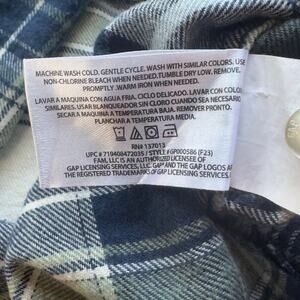 MACHINE WASH COLD. GENTLE CYCLE. WASH WITH SIMILAR COLORS. USE
NON-CHLORINE BLEACH WHEN NEEDED.TUMBLE DRY LOW. REMOVE
PROMPTLY .WARM IRON WHEN NEEDED.
LAVAR A MAQUINA CON AGUA FRIA. CICLO DELICADO. LAVAR CON COLO
SIMILARES. USAR BLANQUEADOR SIN CLORO CUANDO SEA NECESARIO
SECAR A MAQUINA A TEMPERATURA BAJA. REMOVER PRONTO.
PLANCHAR A TEMPERATURA MEDIA.
RN# 137013
UPC # 719408472035 / STYLE #GP000586 (F23)
FAM, LLC IS AN AUTHORIZED LICENSEE OF
GAP LICENSING SERVICES, LLC. GAP AND THE GAP LOGOS AR
THE REGISTERED TRADEMARKS OF GAP LICENSING SERVICES